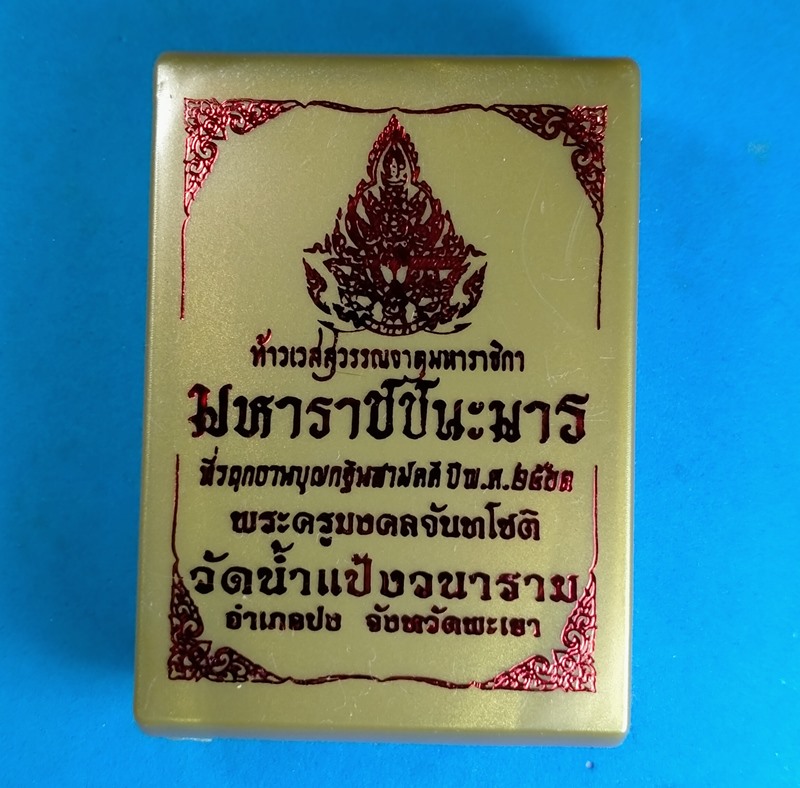 ท้าวเวสสุวรรณจาตุมหาราชิกา
มหาราชชนะมาร
ที่ระฤกงานบุญกฐินสามัคคี ปี พ.ศ.๒๕๖๓
พระครูมงคลจันทโชติ
วัดน้ำแป้งวนาราม
อำเภอปง จังหวัดพะเยา